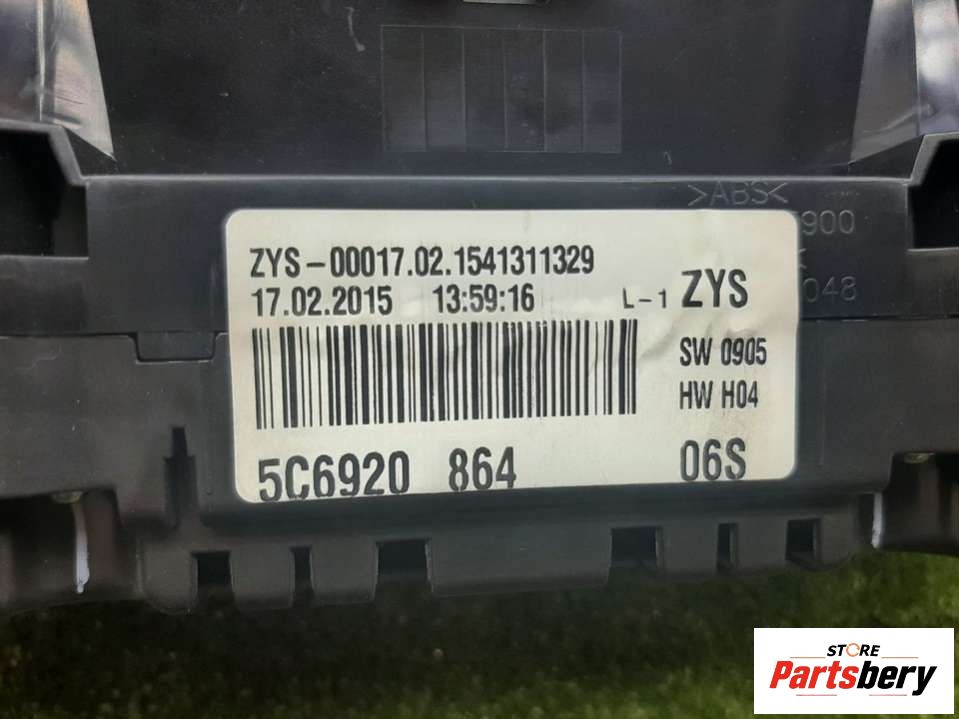 >ABS<
900
048
ZYS-00017.02.1541311329
17.02.2015 13:59:16 L-1 ZYS
SW 0905
HW H04
5C6920 864 06S
STORE
Partsbery